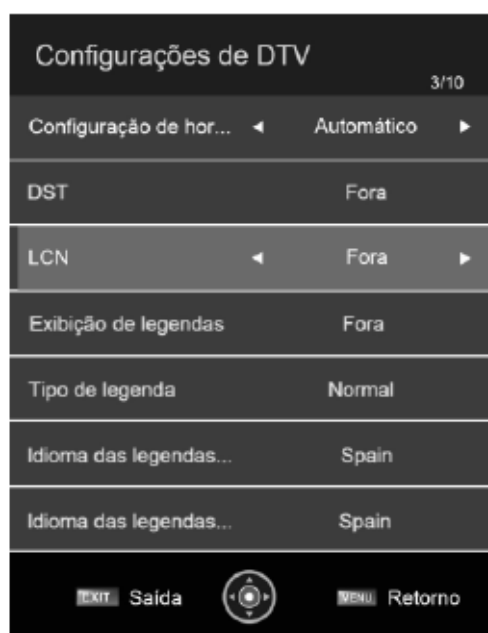 Configurações de DTV
3/10
Configuração de hor... ◄ Automático ►
DST Fora
LCN ◄ Fora ►
Exibição de legendas Fora
Tipo de legenda Normal
Idioma das legendas... Spain
Idioma das legendas... Spain
EXIT Saída MENU Retorno